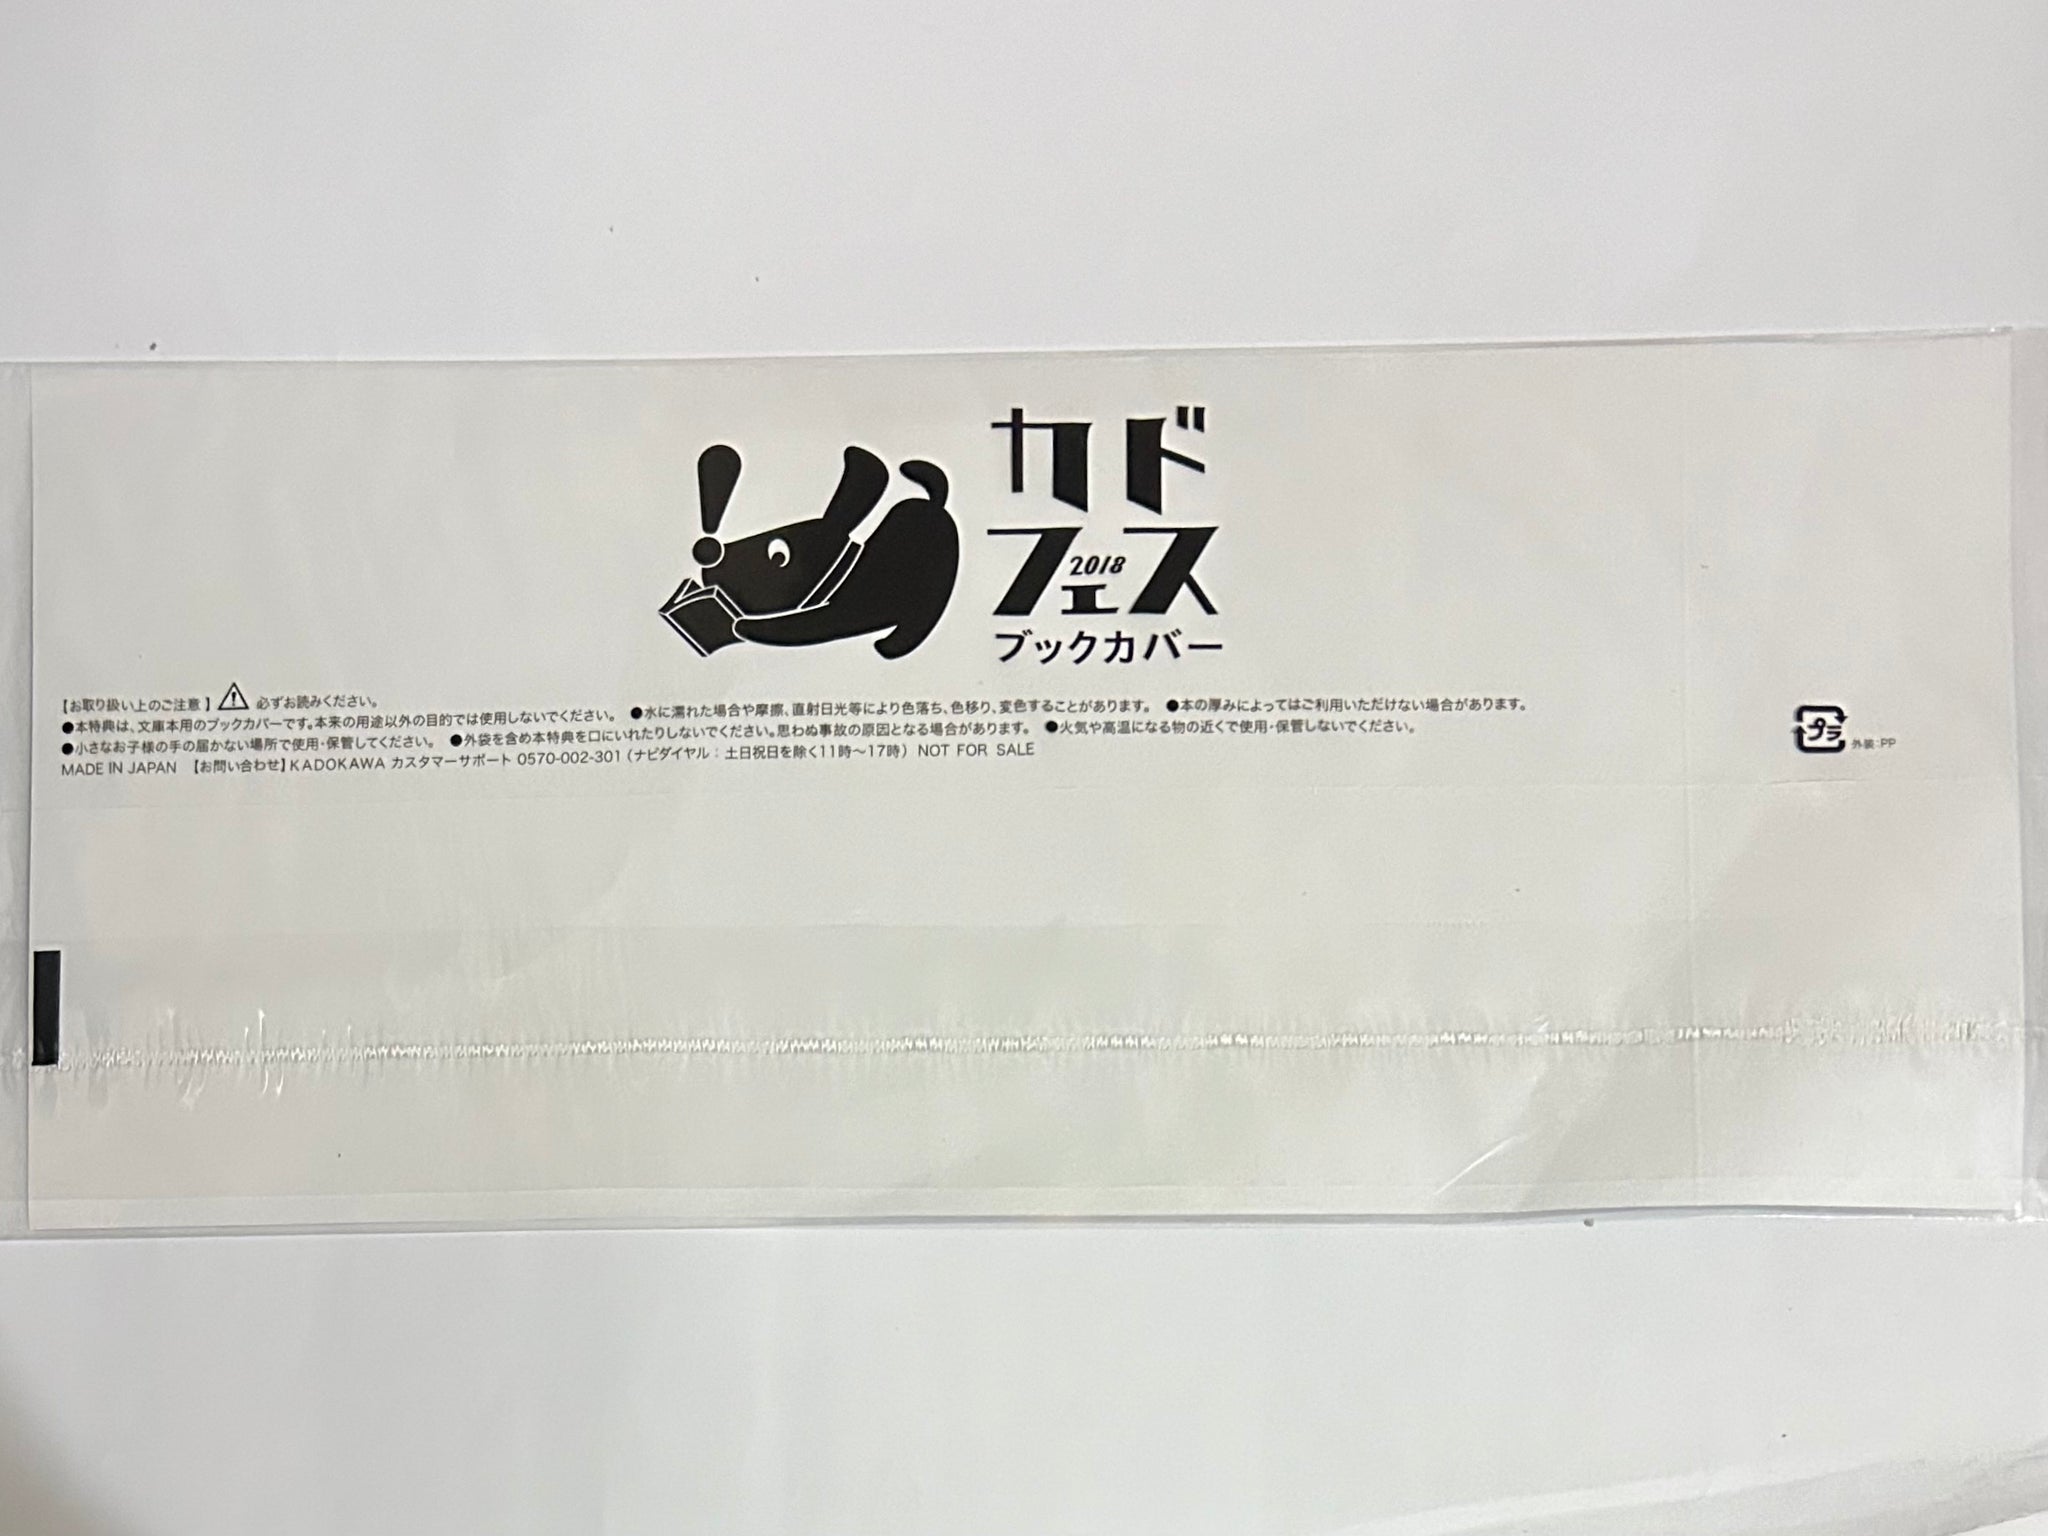 カド
フェス
2018
ブックカバー
【お取り扱い上のご注意】 必ずお読みください。
●本特典は、文庫本用のブックカバーです。本来の用途以外の目的では使用しないでください。 ●水に濡れた場合や摩擦、直射日光等により色落ち、色移り、変色することがあります。 ●本の厚みによってはご利用いただけない場合があります。
●小さなお子様の手の届かない場所で使用・保管してください。 ●外袋を含め本特典を口にいれたりしないでください。思わぬ事故の原因となる場合があります。 ●火気や高温になる物の近くで使用・保管しないでください。
MADE IN JAPAN 【お問い合わせ】KADOKAWA カスタマーサポート 0570-002-301（ナビダイヤル：土日祝日を除く11時～17時） NOT FOR SALE
プラ
外装:PP